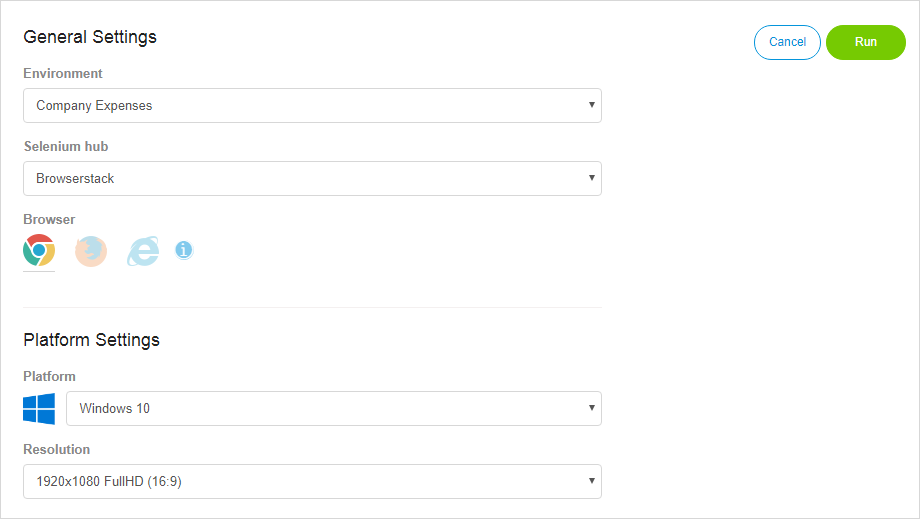 General Settings
Cancel
Run
Environment
Company Expenses
Selenium hub
Browserstack
Browser
Platform Settings
Platform
Windows 10
Resolution
1920x1080 FullHD (16:9)